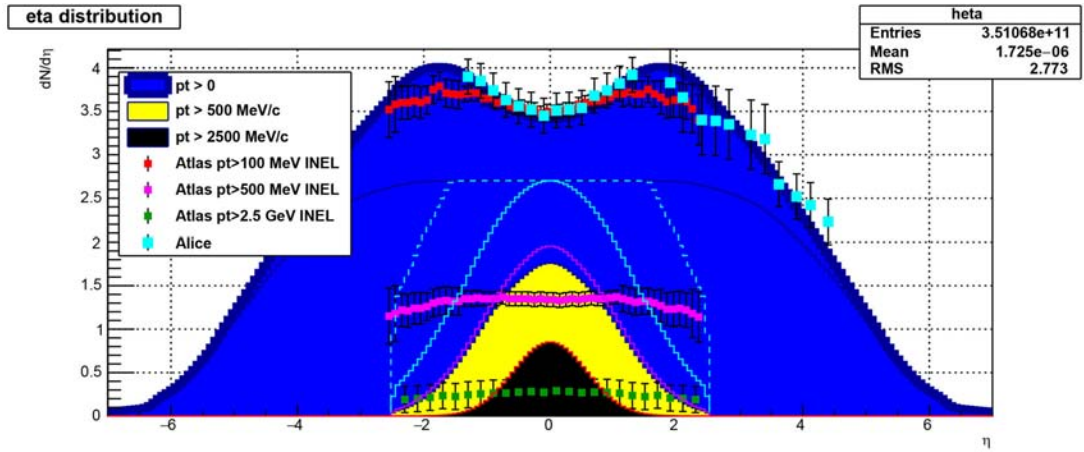 eta distribution
heta
Entries 3.51068e+11
Mean 1.725e−06
RMS 2.773
dN/dη
pt > 0
pt > 500 MeV/c
pt > 2500 MeV/c
Atlas pt>100 MeV INEL
Atlas pt>500 MeV INEL
Atlas pt>2.5 GeV INEL
Alice
4
3.5
3
2.5
2
1.5
1
0.5
0
−6 −4 −2 0 2 4 6
η